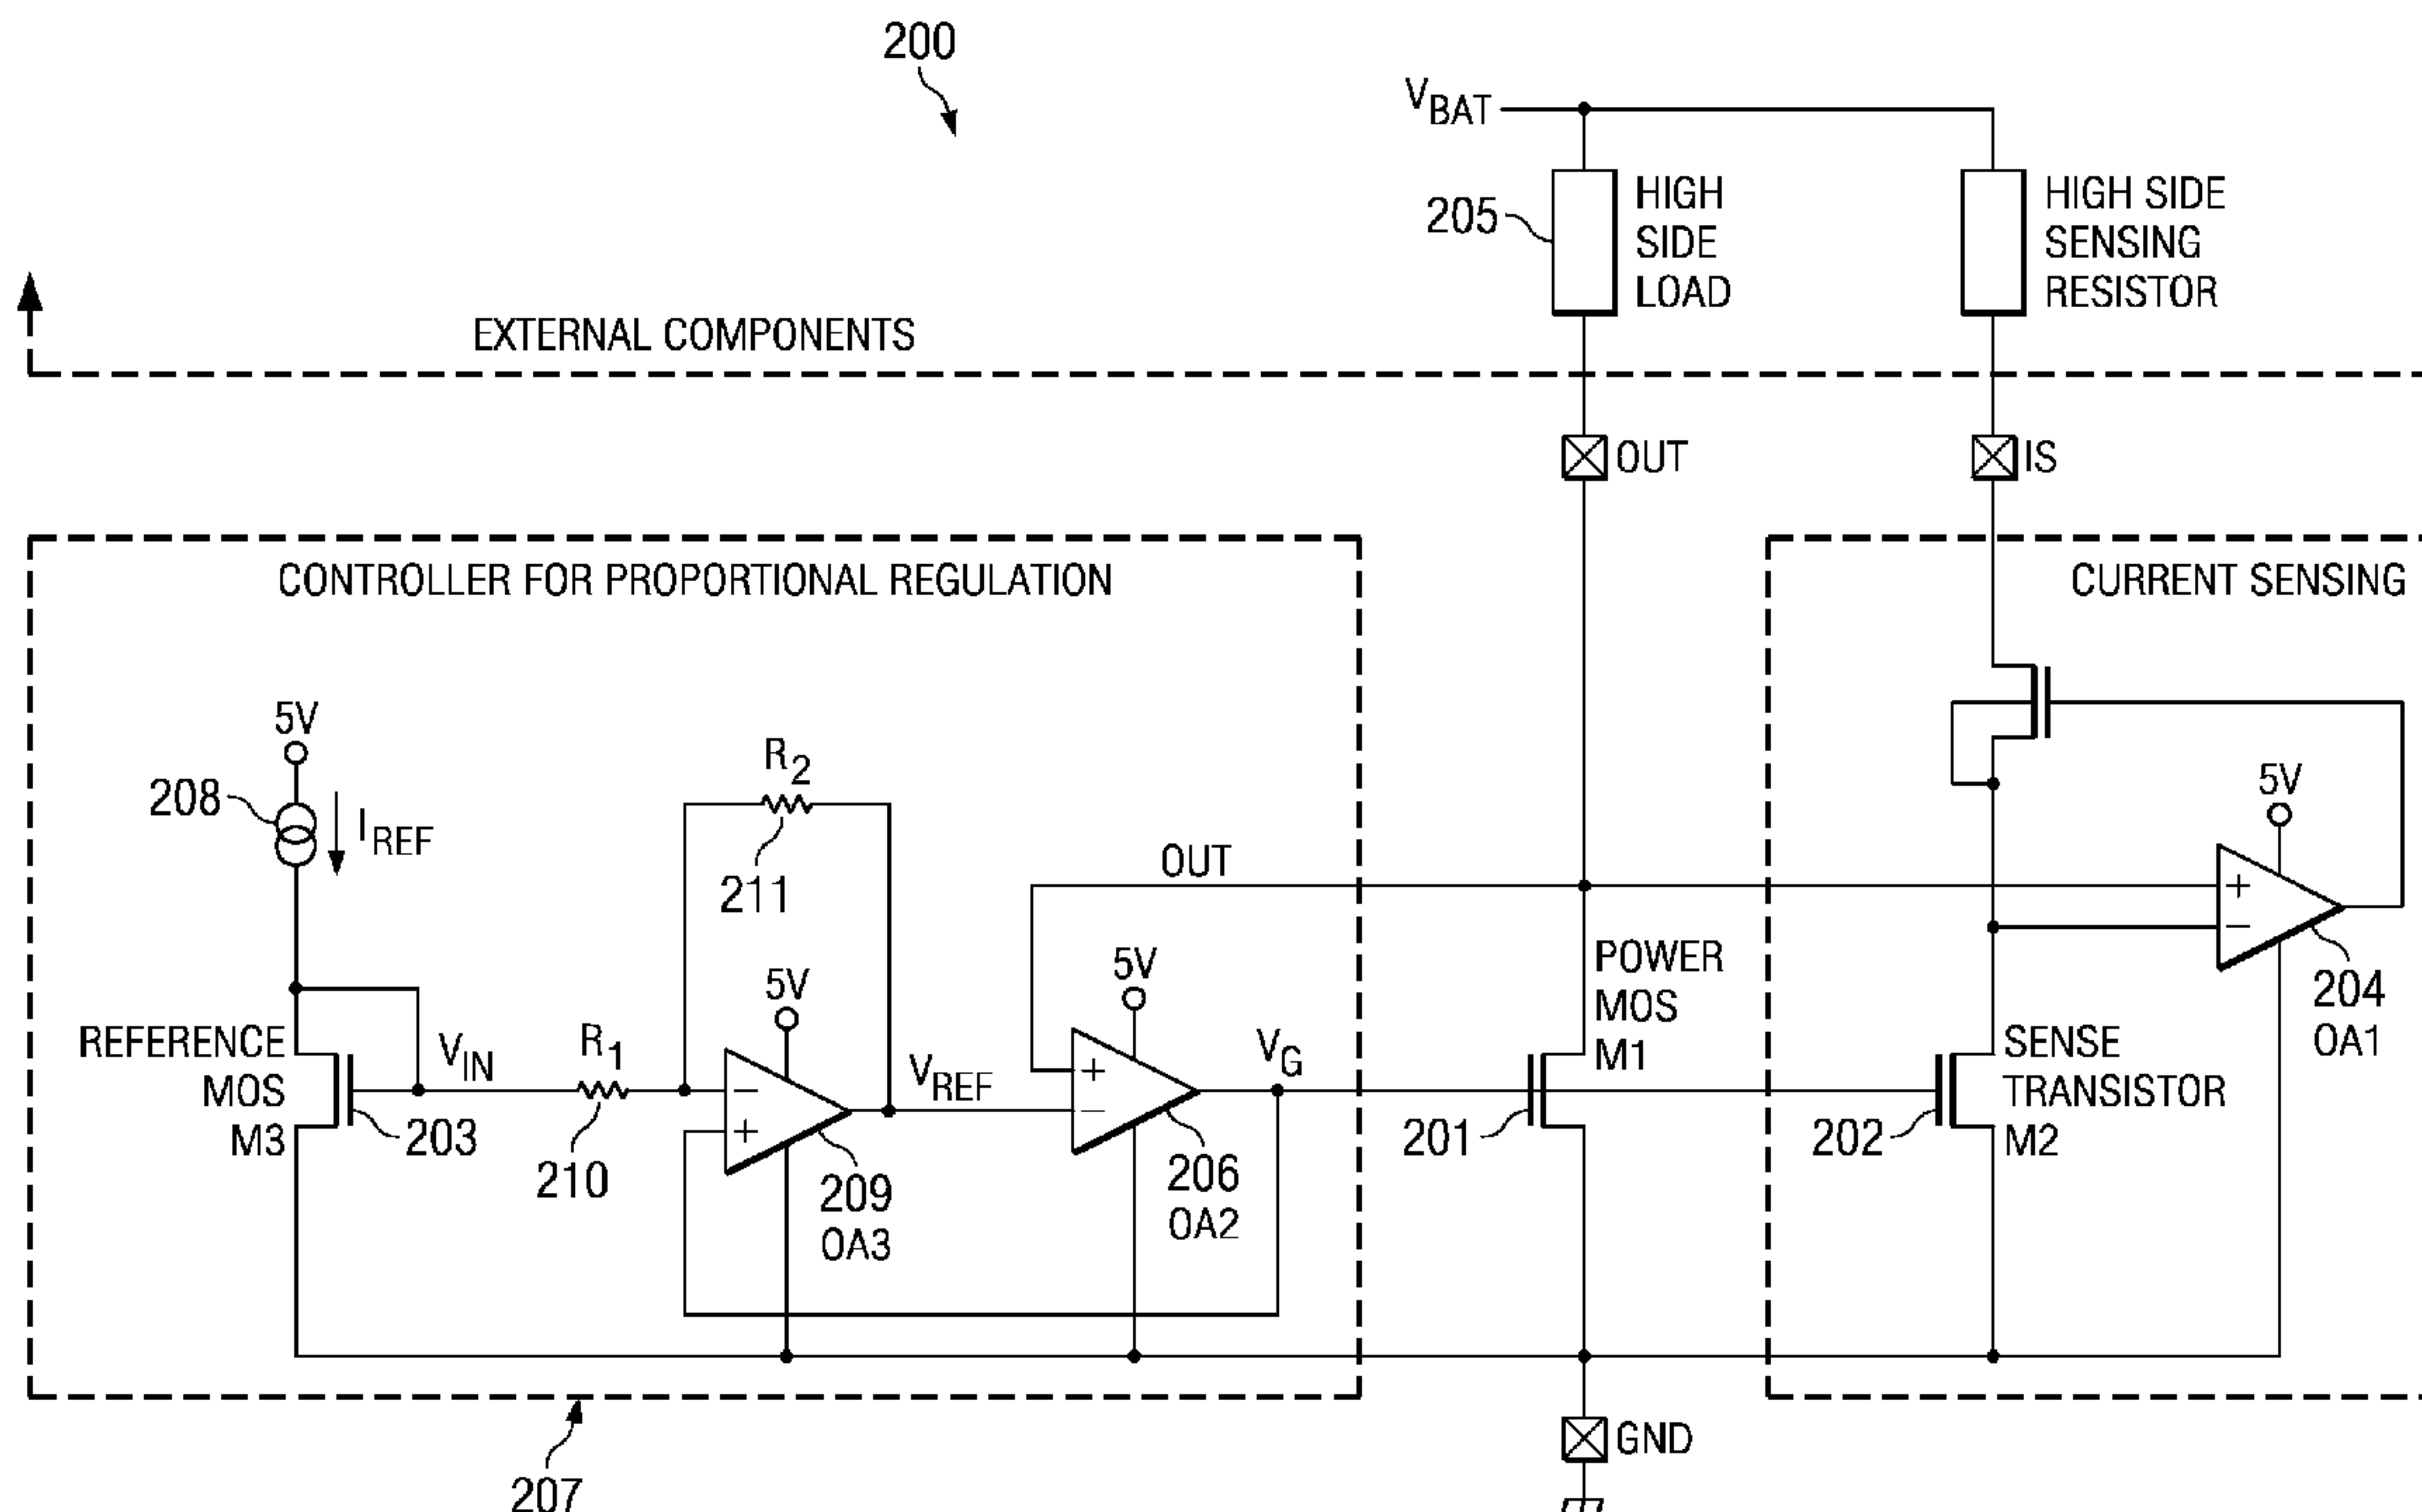 200
VBAT
205
HIGH
SIDE
LOAD
HIGH SIDE
SENSING
RESISTOR
EXTERNAL COMPONENTS
OUT
IS
CONTROLLER FOR PROPORTIONAL REGULATION
CURRENT SENSING
5V
208
IREF
R2
211
OUT
5V
5V
5V
POWER
MOS
M1
204
OA1
REFERENCE
MOS
M3
203
VIN
R1
210
−
+
209
OA3
VREF
+
−
206
OA2
VG
201
202
SENSE
TRANSISTOR
M2
+
−
GND
207